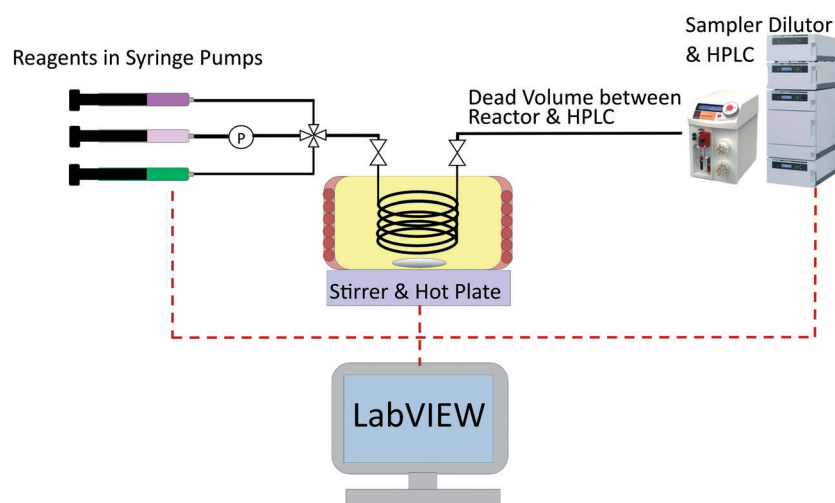 Sampler Dilutor
& HPLC
Reagents in Syringe Pumps
Dead Volume between
Reactor & HPLC
P
Stirrer & Hot Plate
LabVIEW